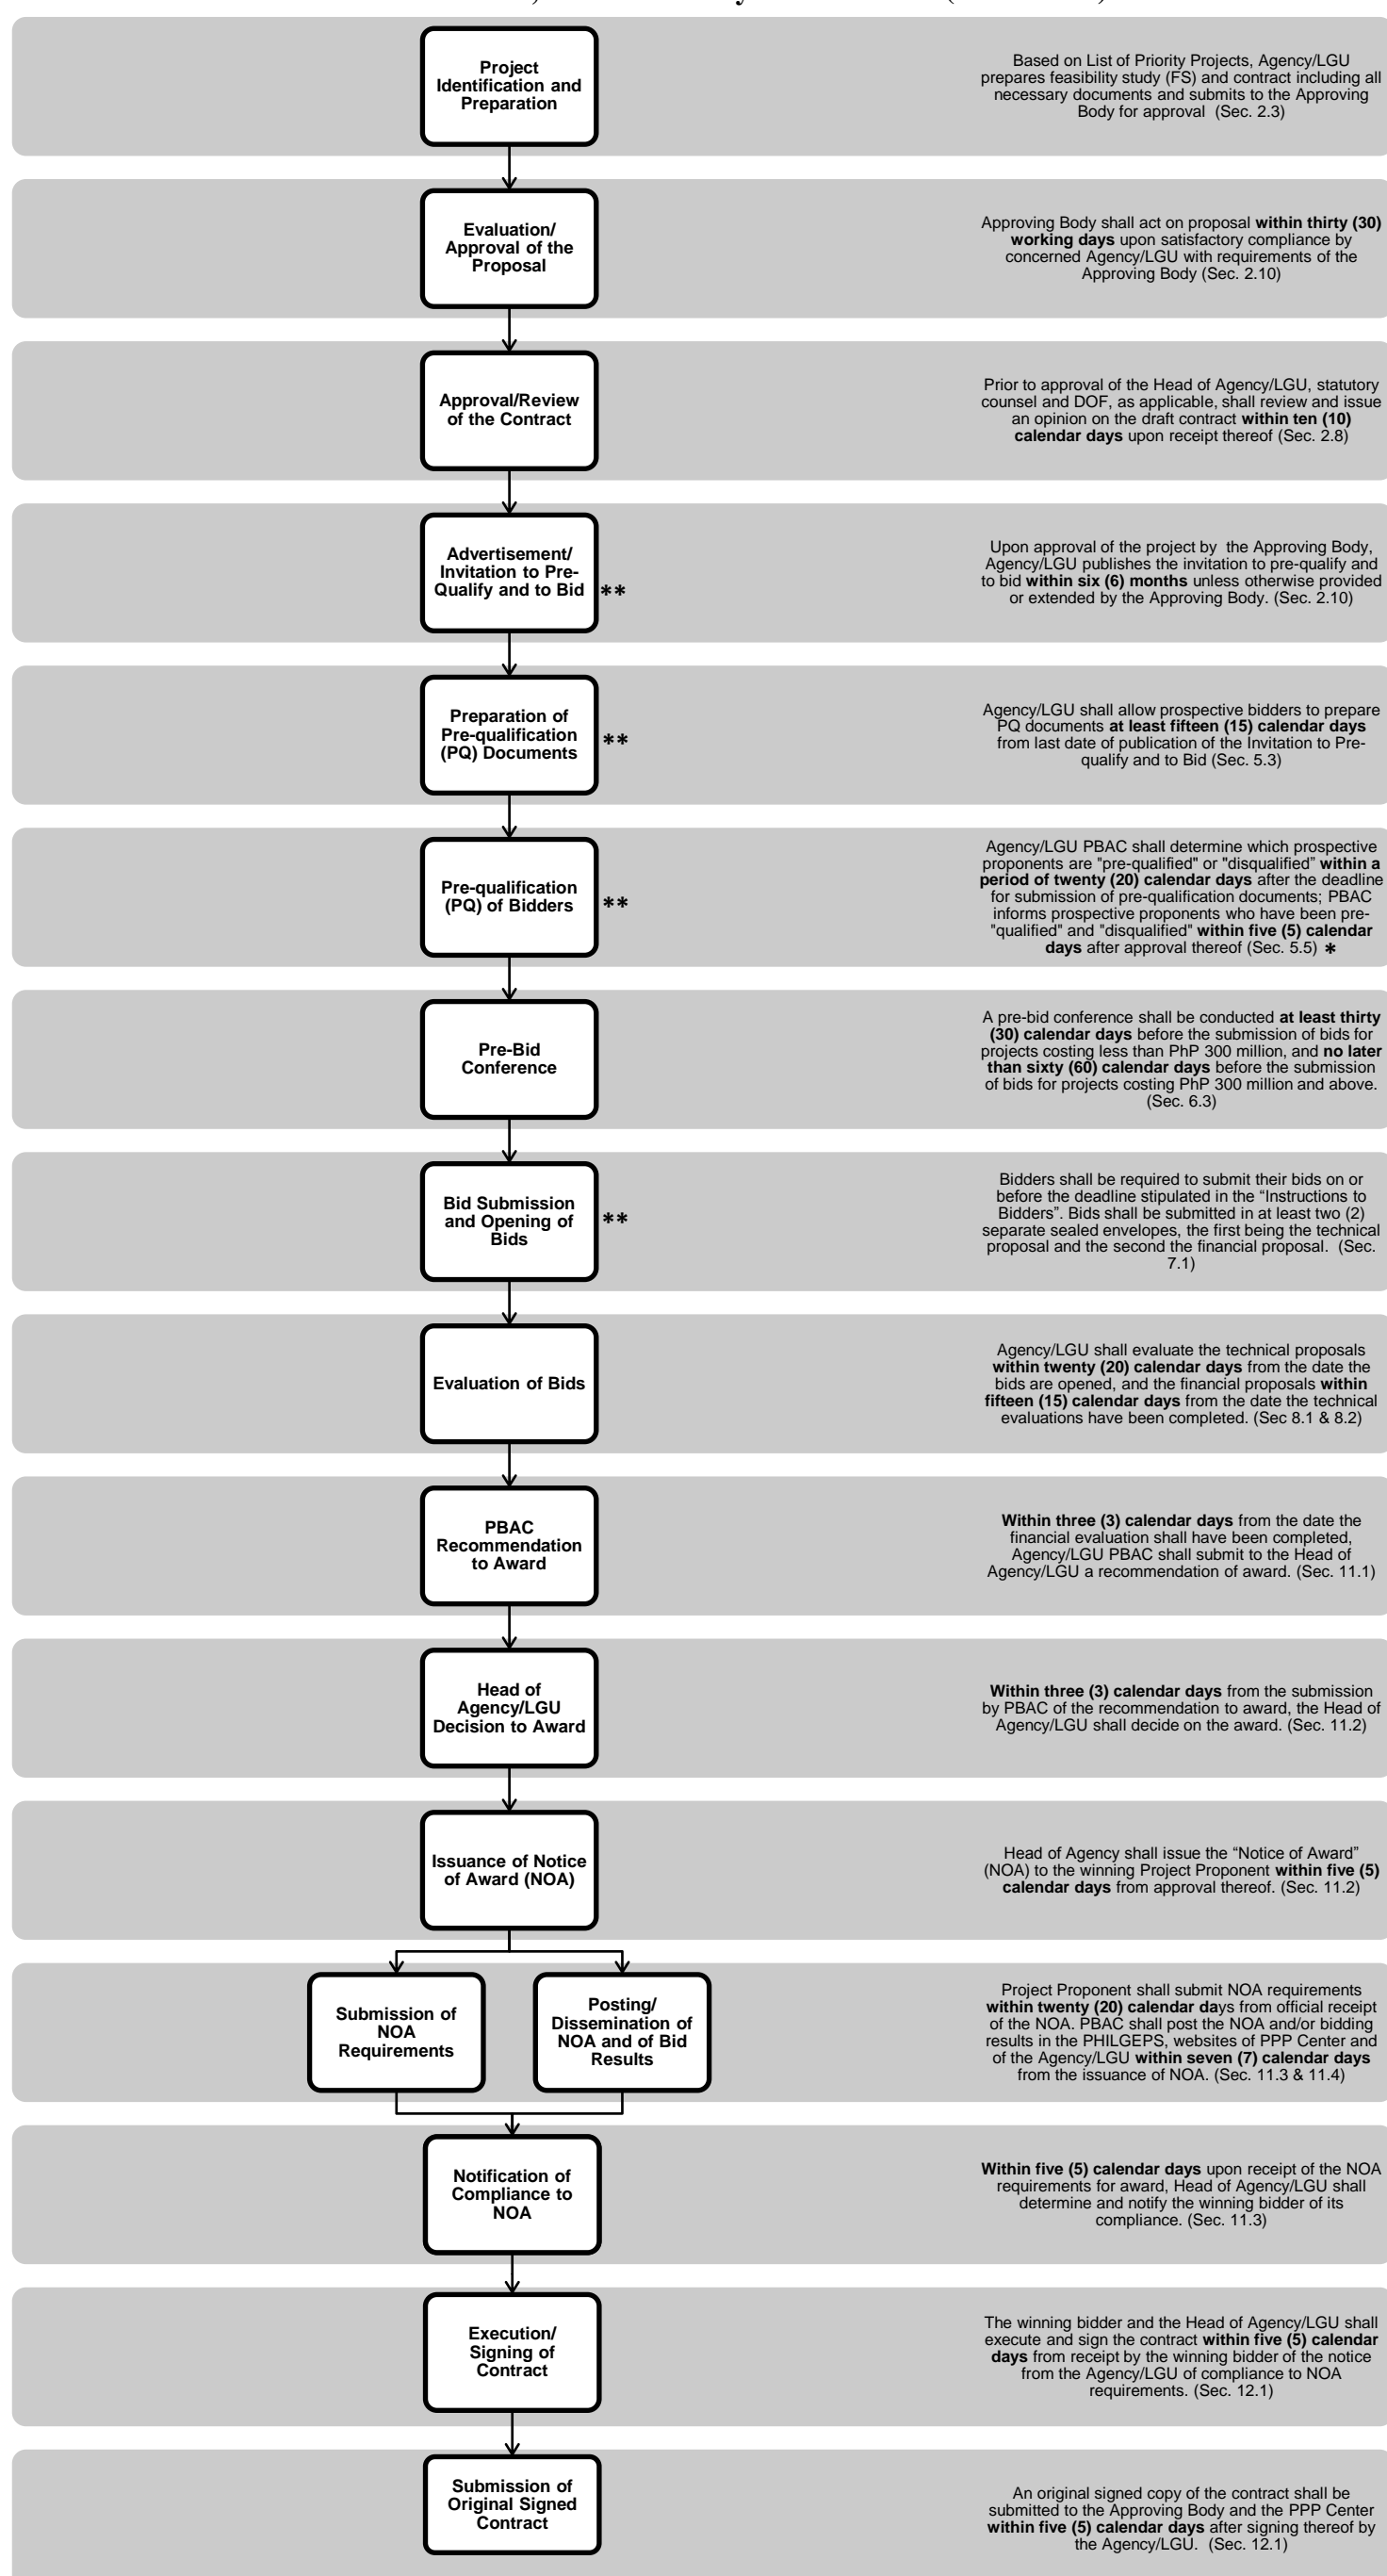 Project
Identification and
Preparation
Based on List of Priority Projects, Agency/LGU
prepares feasibility study (FS) and contract including all
necessary documents and submits to the Approving
Body for approval (Sec. 2.3)
Evaluation/
Approval of the
Proposal
Approving Body shall act on proposal within thirty (30)
working days upon satisfactory compliance by
concerned Agency/LGU with requirements of the
Approving Body (Sec. 2.10)
Approval/Review
of the Contract
Prior to approval of the Head of Agency/LGU, statutory
counsel and DOF, as applicable, shall review and issue
an opinion on the draft contract within ten (10)
calendar days upon receipt thereof (Sec. 2.8)
Advertisement/
Invitation to Pre-
Qualify and to Bid **
Upon approval of the project by the Approving Body,
Agency/LGU publishes the invitation to pre-qualify and
to bid within six (6) months unless otherwise provided
or extended by the Approving Body. (Sec. 2.10)
Preparation of
Pre-qualification **
(PQ) Documents
Agency/LGU shall allow prospective bidders to prepare
PQ documents at least fifteen (15) calendar days
from last date of publication of the Invitation to Pre-
qualify and to Bid (Sec. 5.3)
Pre-qualification
(PQ) of Bidders **
Agency/LGU PBAC shall determine which prospective
proponents are "pre-qualified" or "disqualified” within a
period of twenty (20) calendar days after the deadline
for submission of pre-qualification documents; PBAC
informs prospective proponents who have been pre-
"qualified" and "disqualified" within five (5) calendar
days after approval thereof (Sec. 5.5) *
Pre-Bid
Conference
A pre-bid conference shall be conducted at least thirty
(30) calendar days before the submission of bids for
projects costing less than PhP 300 million, and no later
than sixty (60) calendar days before the submission
of bids for projects costing PhP 300 million and above.
(Sec. 6.3)
Bid Submission
and Opening of **
Bids
Bidders shall be required to submit their bids on or
before the deadline stipulated in the “Instructions to
Bidders”. Bids shall be submitted in at least two (2)
separate sealed envelopes, the first being the technical
proposal and the second the financial proposal. (Sec.
7.1)
Evaluation of Bids
Agency/LGU shall evaluate the technical proposals
within twenty (20) calendar days from the date the
bids are opened, and the financial proposals within
fifteen (15) calendar days from the date the technical
evaluations have been completed. (Sec 8.1 & 8.2)
PBAC
Recommendation
to Award
Within three (3) calendar days from the date the
financial evaluation shall have been completed,
Agency/LGU PBAC shall submit to the Head of
Agency/LGU a recommendation of award. (Sec. 11.1)
Head of
Agency/LGU
Decision to Award
Within three (3) calendar days from the submission
by PBAC of the recommendation to award, the Head of
Agency/LGU shall decide on the award. (Sec. 11.2)
Issuance of Notice
of Award (NOA)
Head of Agency shall issue the “Notice of Award”
(NOA) to the winning Project Proponent within five (5)
calendar days from approval thereof. (Sec. 11.2)
Submission of
NOA
Requirements
Posting/
Dissemination of
NOA and of Bid
Results
Project Proponent shall submit NOA requirements
within twenty (20) calendar days from official receipt
of the NOA. PBAC shall post the NOA and/or bidding
results in the PHILGEPS, websites of PPP Center and
of the Agency/LGU within seven (7) calendar days
from the issuance of NOA. (Sec. 11.3 & 11.4)
Notification of
Compliance to
NOA
Within five (5) calendar days upon receipt of the NOA
requirements for award, Head of Agency/LGU shall
determine and notify the winning bidder of its
compliance. (Sec. 11.3)
Execution/
Signing of
Contract
The winning bidder and the Head of Agency/LGU shall
execute and sign the contract within five (5) calendar
days from receipt by the winning bidder of the notice
from the Agency/LGU of compliance to NOA
requirements. (Sec. 12.1)
Submission of
Original Signed
Contract
An original signed copy of the contract shall be
submitted to the Approving Body and the PPP Center
within five (5) calendar days after signing thereof by
the Agency/LGU. (Sec. 12.1)